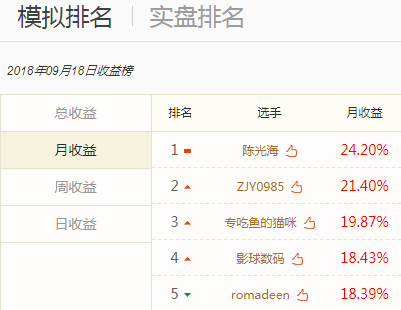 模拟排名 实盘排名
2018年09月18日收益榜
总收益 排名 选手 月收益
月收益 1 陈光海 24.20%
2 ZJY0985 21.40%
周收益
日收益 3 专吃鱼的猫咪 19.87%
4 影球数码 18.43%
5 romadeen 18.39%